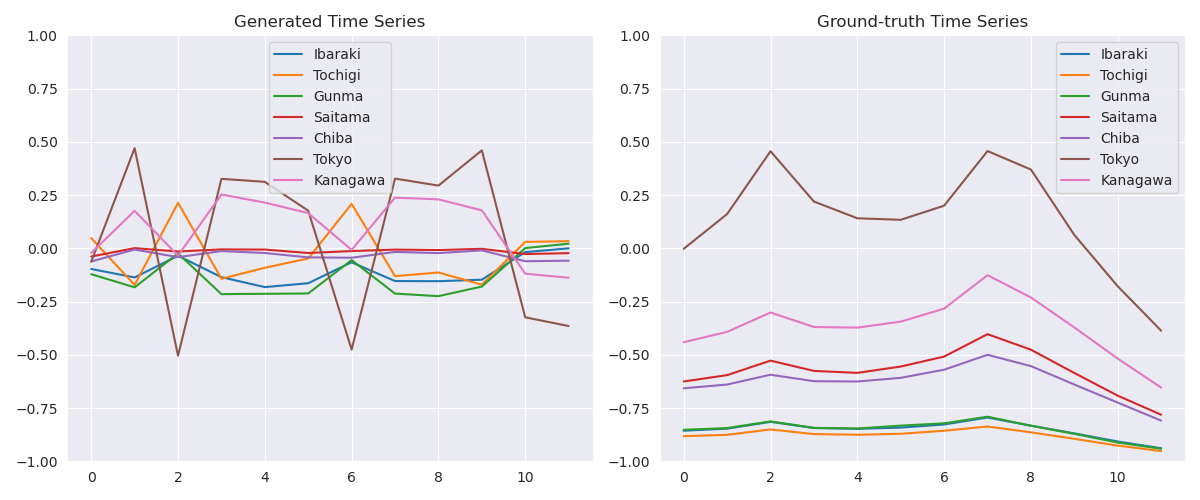 Generated Time Series
1.00
0.75
0.50
0.25
0.00
−0.25
−0.50
−0.75
−1.00
0
2
4
6
8
10
Ibaraki
Tochigi
Gunma
Saitama
Chiba
Tokyo
Kanagawa
Ground-truth Time Series
1.00
0.75
0.50
0.25
0.00
−0.25
−0.50
−0.75
−1.00
0
2
4
6
8
10
Ibaraki
Tochigi
Gunma
Saitama
Chiba
Tokyo
Kanagawa